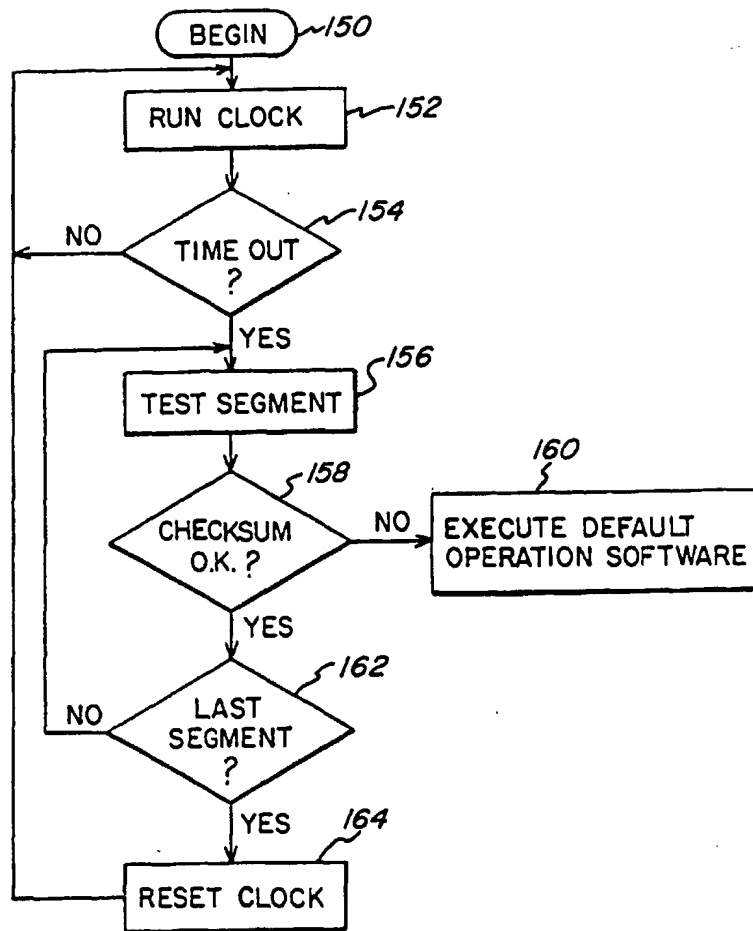 BEGIN
150
RUN CLOCK
152
154
NO
TIME OUT
?
YES
156
TEST SEGMENT
158
160
CHECKSUM
O.K. ?
NO
EXECUTE DEFAULT
OPERATION SOFTWARE
YES
162
NO
LAST
SEGMENT
?
YES
164
RESET CLOCK